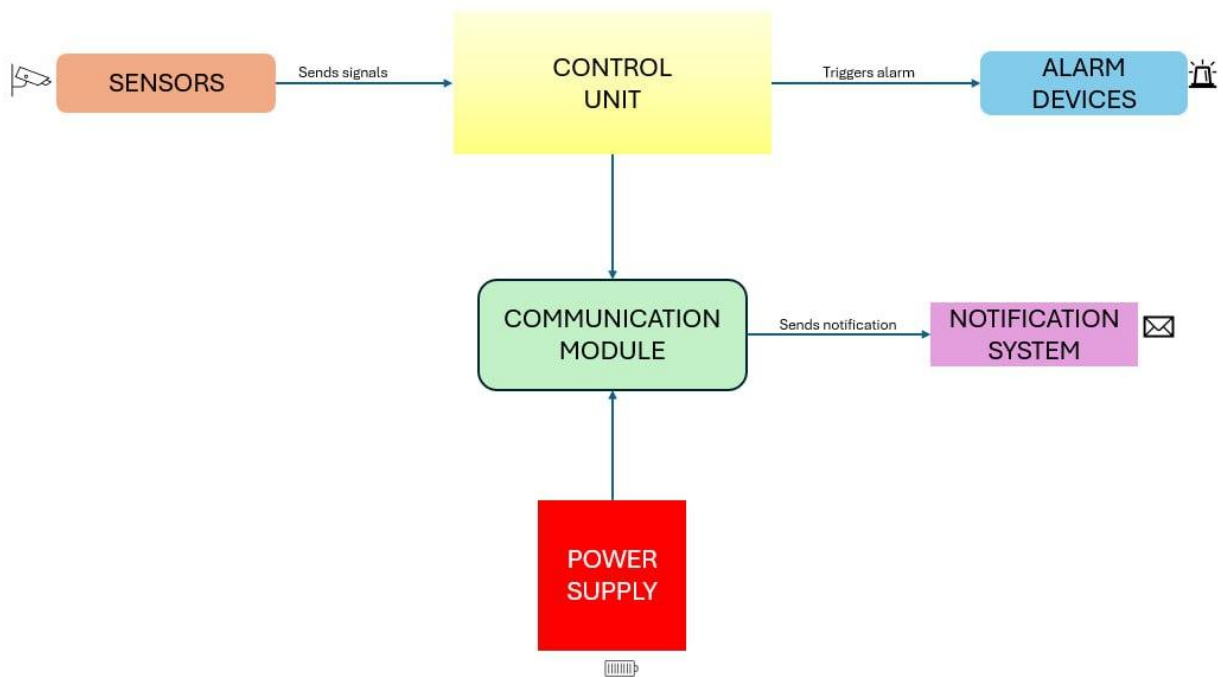 SENSORS
Sends signals
CONTROL
UNIT
Triggers alarm
ALARM
DEVICES
COMMUNICATION
MODULE
Sends notification
NOTIFICATION
SYSTEM
POWER
SUPPLY